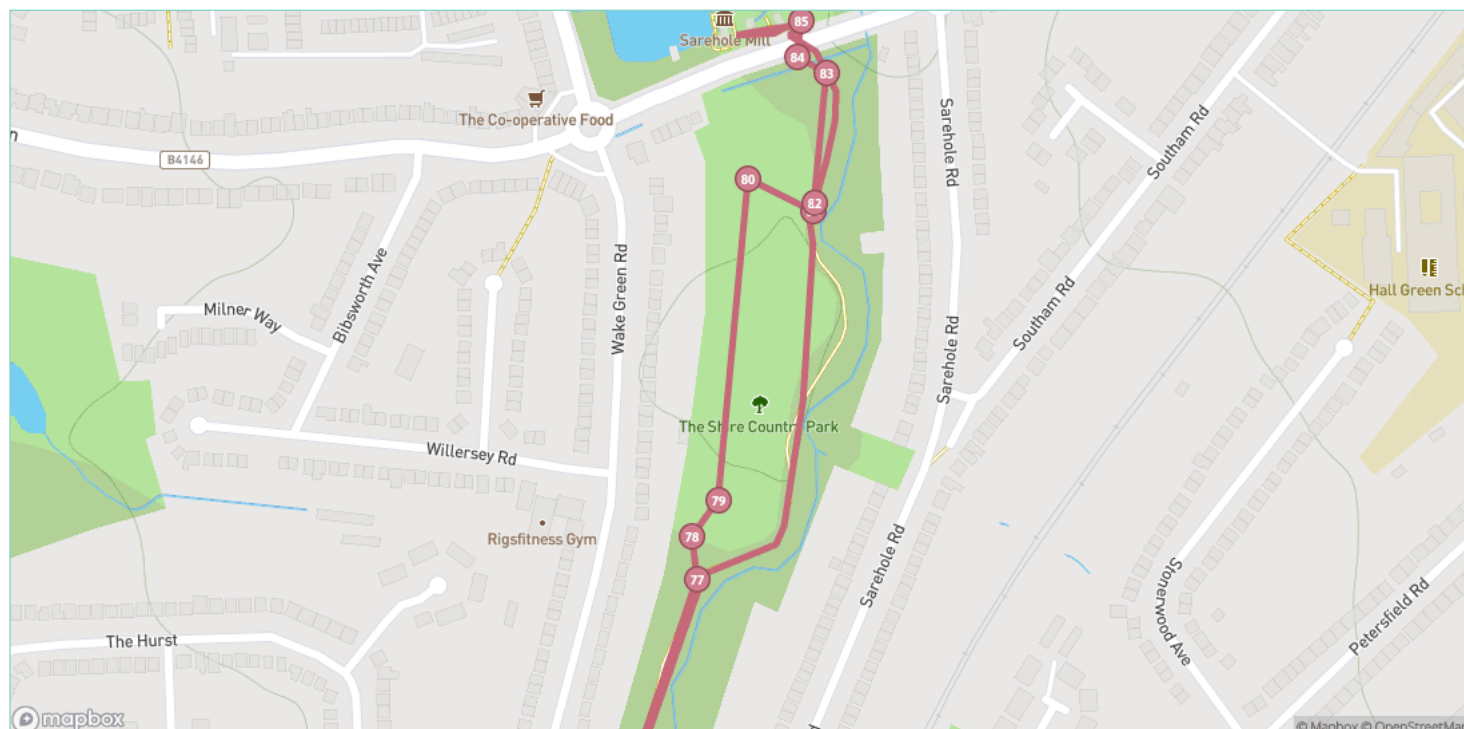 85
Sarehole Mill
84
83
The Co-operative Food
B4146
Sarehole Rd
Southam Rd
80
82
Wake Green Rd
Bibsworth Ave
Milner Way
Hall Green Sch
Southam Rd
Sarehole Rd
The Shire Country Park
Willersey Rd
79
78
Rigsfitness Gym
77
Sarehole Rd
Stonerwood Ave
Petersfield Rd
The Hurst
mapbox
© Mapbox © OpenStreetMap